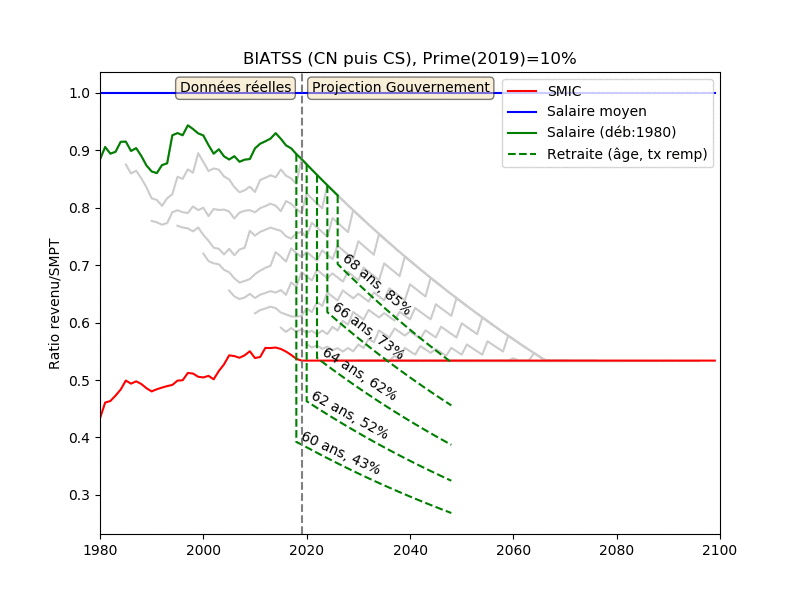 BIATSS (CN puis CS), Prime(2019)=10%
Données réelles
Projection Gouvernement
SMIC
Salaire moyen
Salaire (déb:1980)
Retraite (âge, tx remp)
Ratio revenu/SMPT
1.0
0.9
0.8
0.7
0.6
0.5
0.4
0.3
68 ans, 85%
66 ans, 73%
64 ans, 62%
62 ans, 52%
60 ans, 43%
1980
2000
2020
2040
2060
2080
2100